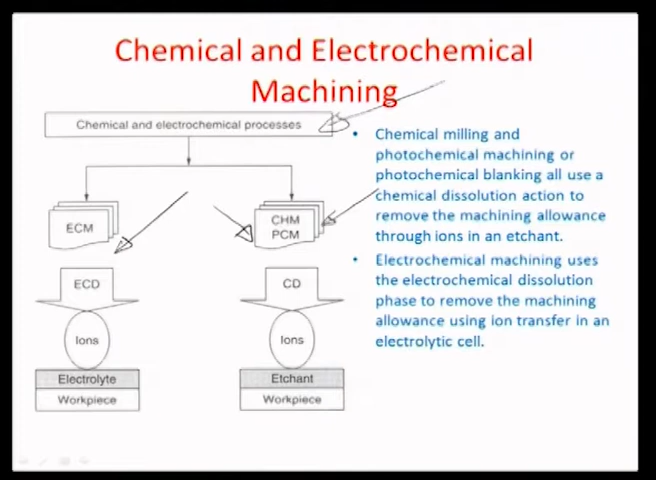 Chemical and Electrochemical
Machining
Chemical and electrochemical processes
ECM
CHM
PCM
ECD
CD
Ions
Ions
Electrolyte
Etchant
Workpiece
Workpiece
• Chemical milling and
photochemical machining or
photochemical blanking all use a
chemical dissolution action to
remove the machining allowance
through ions in an etchant.
• Electrochemical machining uses
the electrochemical dissolution
phase to remove the machining
allowance using ion transfer in an
electrolytic cell.